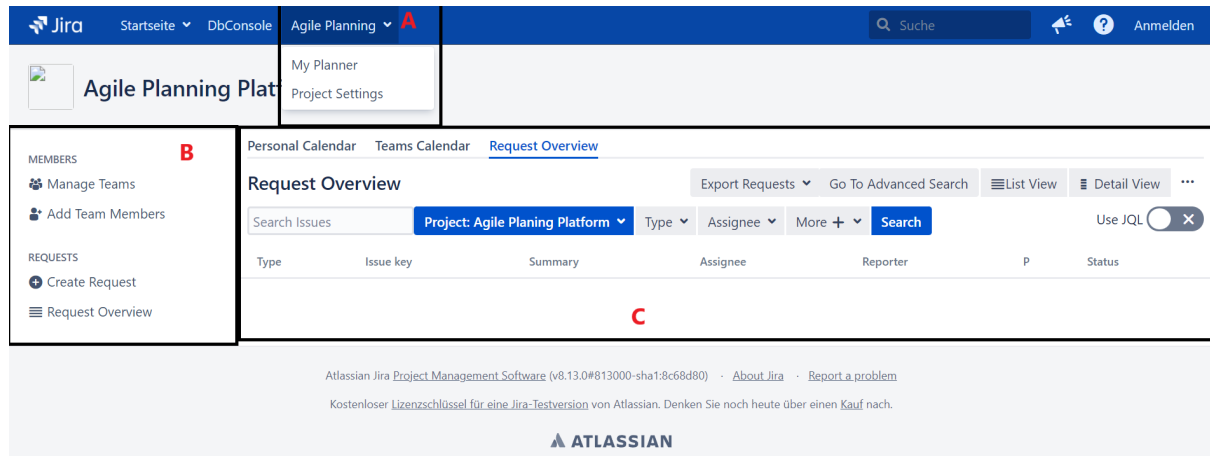 Jira Startseite DbConsole Agile Planning A Suche ? Anmelden
My Planner
Agile Planning Plat
Project Settings
B
MEMBERS
Manage Teams
Add Team Members
REQUESTS
Create Request
Request Overview
Personal Calendar Teams Calendar Request Overview
Request Overview Export Requests Go To Advanced Search List View Detail View ...
Search Issues Project: Agile Planing Platform Type Assignee More + Search Use JQL
Type Issue key Summary Assignee Reporter P Status
C
Atlassian Jira Project Management Software (v8.13.0#813000-sha1:8c68d80) · About Jira · Report a problem
Kostenloser Lizenzschlüssel für eine Jira-Testversion von Atlassian. Denken Sie noch heute über einen Kauf nach.
ATLASSIAN